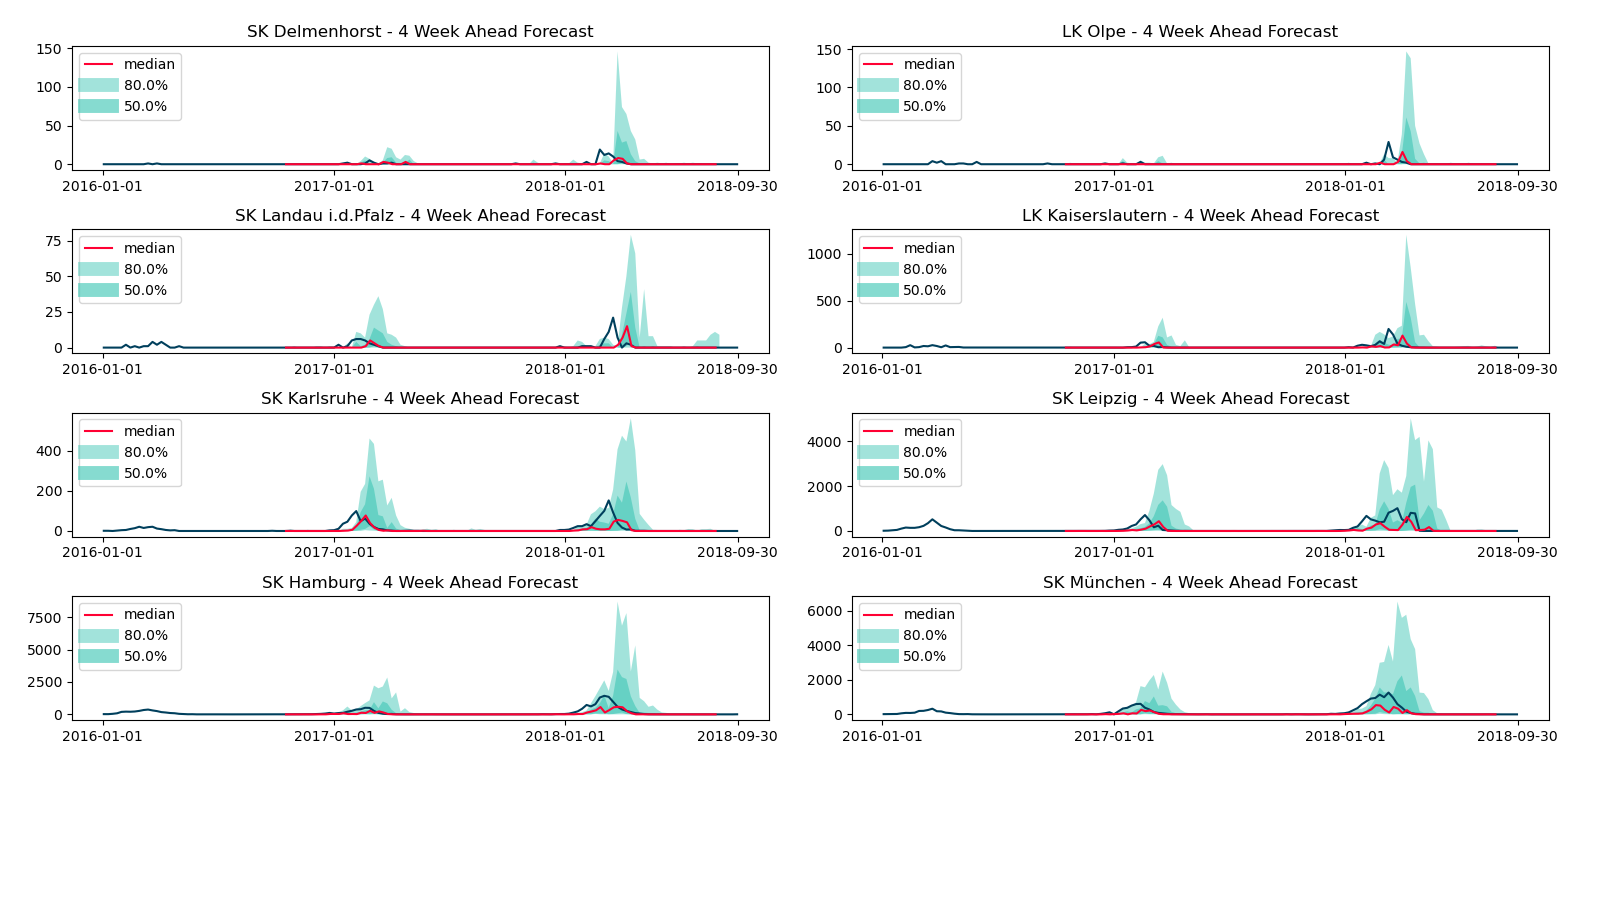 SK Delmenhorst - 4 Week Ahead Forecast
150
100
50
0
median
80.0%
50.0%
2016-01-01 2017-01-01 2018-01-01 2018-09-30
LK Olpe - 4 Week Ahead Forecast
150
100
50
0
median
80.0%
50.0%
2016-01-01 2017-01-01 2018-01-01 2018-09-30
SK Landau i.d.Pfalz - 4 Week Ahead Forecast
75
50
25
0
median
80.0%
50.0%
2016-01-01 2017-01-01 2018-01-01 2018-09-30
LK Kaiserslautern - 4 Week Ahead Forecast
1000
500
0
median
80.0%
50.0%
2016-01-01 2017-01-01 2018-01-01 2018-09-30
SK Karlsruhe - 4 Week Ahead Forecast
400
200
0
median
80.0%
50.0%
2016-01-01 2017-01-01 2018-01-01 2018-09-30
SK Leipzig - 4 Week Ahead Forecast
4000
2000
0
median
80.0%
50.0%
2016-01-01 2017-01-01 2018-01-01 2018-09-30
SK Hamburg - 4 Week Ahead Forecast
7500
5000
2500
0
median
80.0%
50.0%
2016-01-01 2017-01-01 2018-01-01 2018-09-30
SK München - 4 Week Ahead Forecast
6000
4000
2000
0
median
80.0%
50.0%
2016-01-01 2017-01-01 2018-01-01 2018-09-30